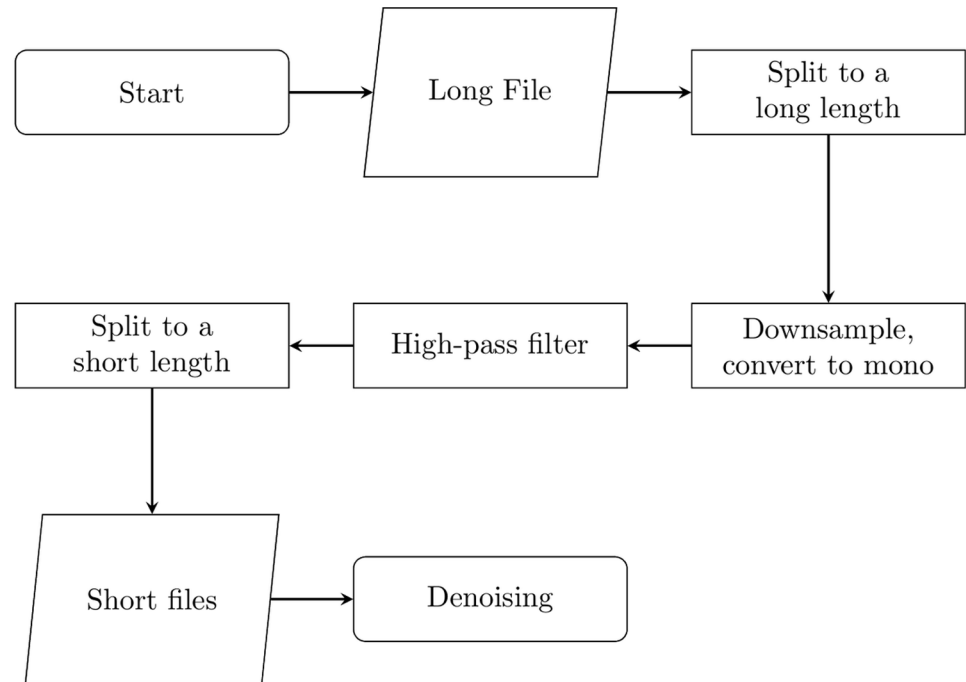 Start
Long File
Split to a
long length
Downsample,
convert to mono
High-pass filter
Split to a
short length
Short files
Denoising